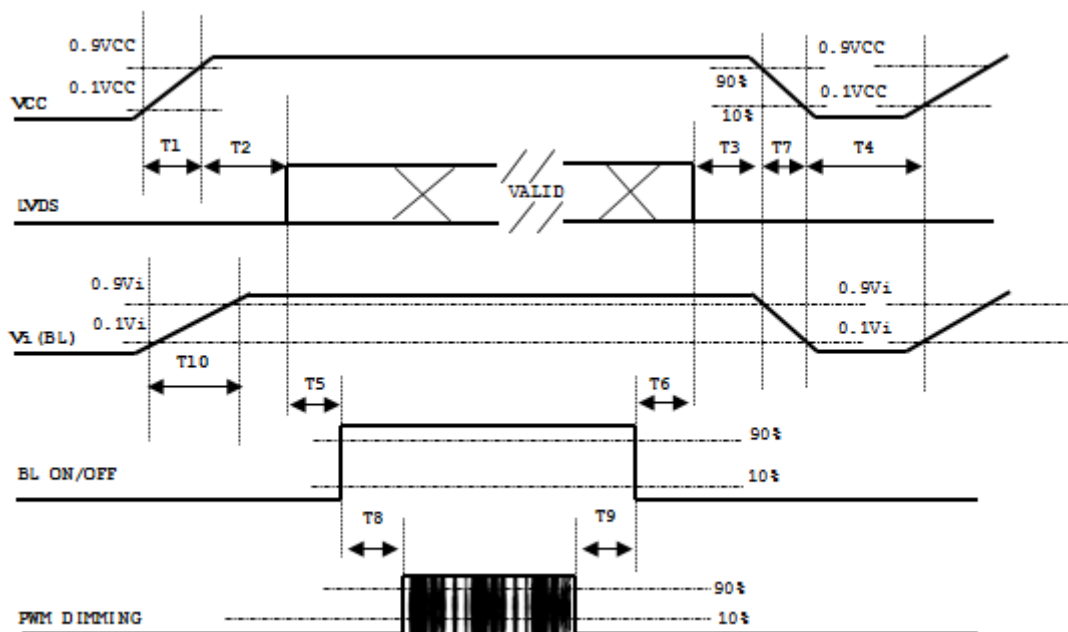 0.9VCC
0.9VCC
90%
0.1VCC
0.1VCC
VCC
10%
T1
T2
T3
T7
T4
VALID
LVDS
0.9Vi
0.9Vi
0.1Vi
0.1Vi
Vi(BL)
T10
T5
T6
90%
BL ON/OFF
10%
T8
T9
90%
PWM DIMMING
10%